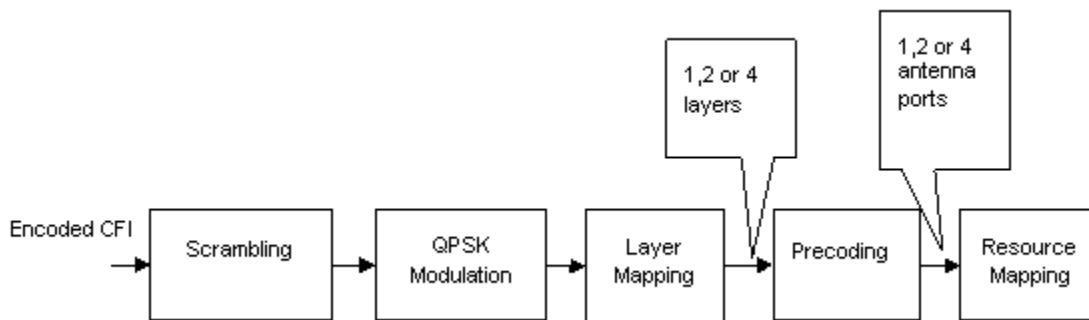 1,2 or 4
layers
1,2 or 4
antenna
ports
Encoded CFI
Scrambling
QPSK
Modulation
Layer
Mapping
Precoding
Resource
Mapping